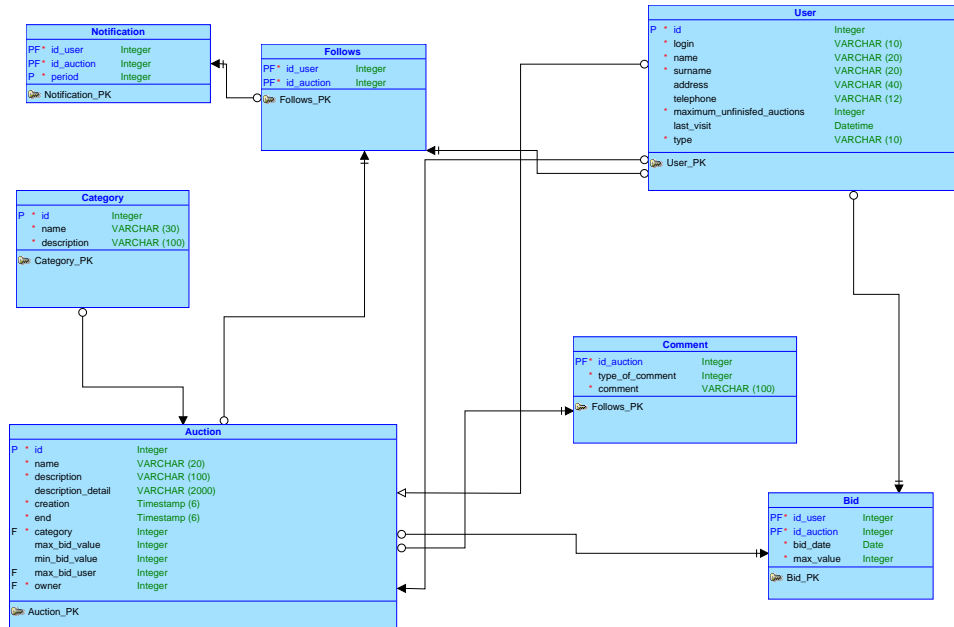 Notification
PF * id_user Integer
PF * id_auction Integer
P * period Integer
Notification_PK
Follows
PF * id_user Integer
PF * id_auction Integer
Follows_PK
User
P * id Integer
* login VARCHAR (10)
* name VARCHAR (20)
* surname VARCHAR (20)
address VARCHAR (40)
telephone VARCHAR (12)
* maximum_unfinisfed_auctions Integer
last_visit Datetime
* type VARCHAR (10)
User_PK
Category
P * id Integer
* name VARCHAR (30)
* description VARCHAR (100)
Category_PK
Comment
PF * id_auction Integer
* type_of_comment Integer
* comment VARCHAR (100)
Follows_PK
Auction
P * id Integer
* name VARCHAR (20)
* description VARCHAR (100)
description_detail VARCHAR (2000)
* creation Timestamp (6)
* end Timestamp (6)
F * category Integer
max_bid_value Integer
min_bid_value Integer
F max_bid_user Integer
F * owner Integer
Auction_PK
Bid
PF * id_user Integer
PF * id_auction Integer
* bid_date Date
* max_value Integer
Bid_PK